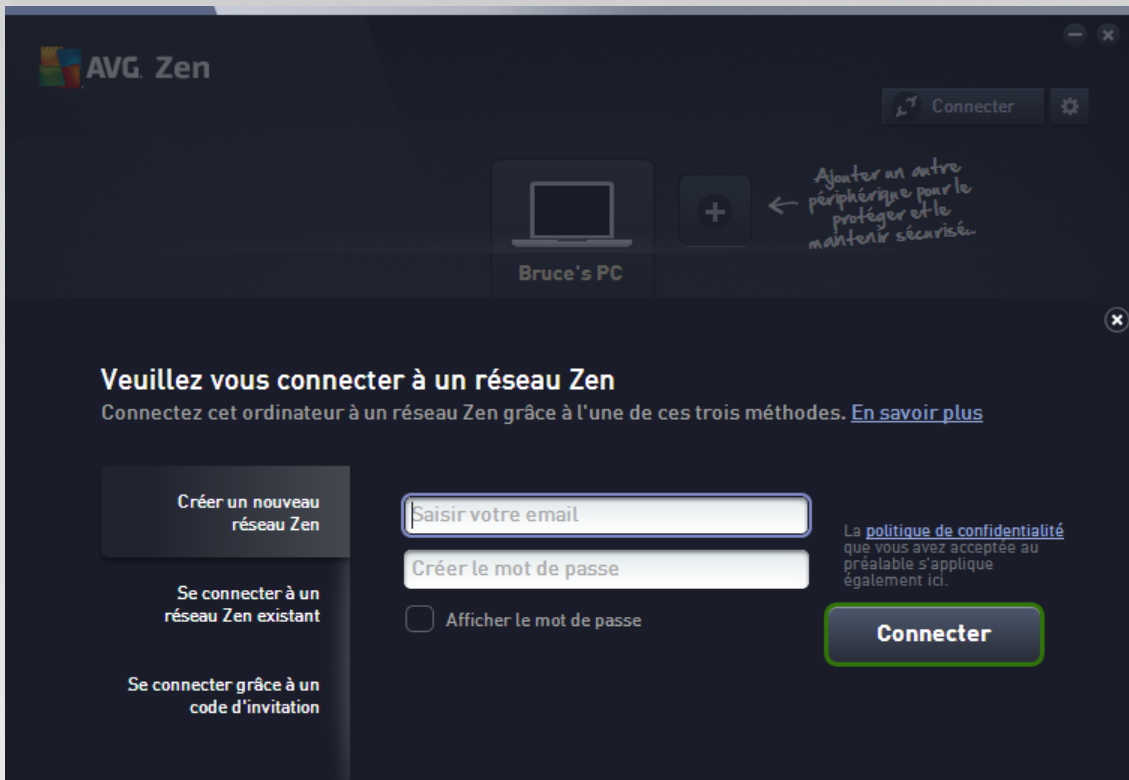 AVG. Zen
Connecter
Ajouter un autre
périphérique pour le
protéger et le
maintenir sécurisé...
Bruce's PC
Veuillez vous connecter à un réseau Zen
Connectez cet ordinateur à un réseau Zen grâce à l'une de ces trois méthodes. En savoir plus
Créer un nouveau
réseau Zen
Se connecter à un
réseau Zen existant
Se connecter grâce à un
code d'invitation
Saisir votre email
Créer le mot de passe
Afficher le mot de passe
La politique de confidentialité
que vous avez acceptée au
préalable s'applique
également ici.
Connecter